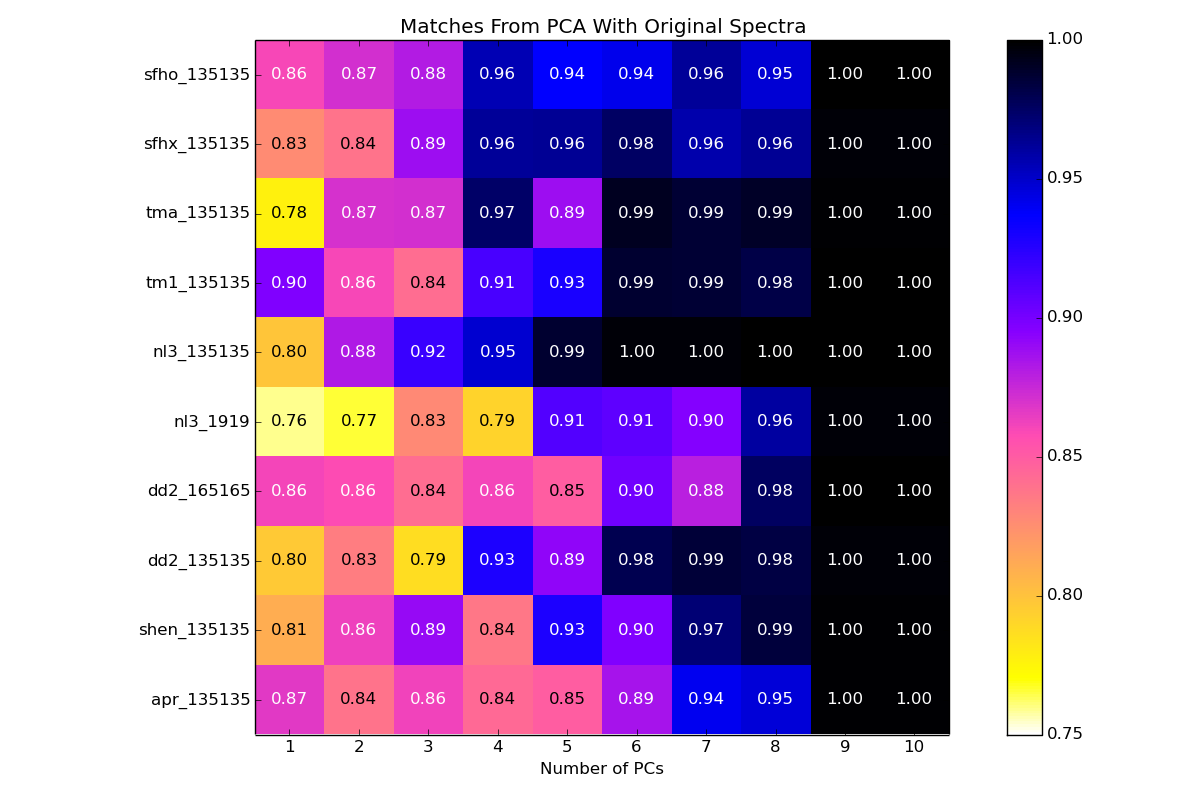 Matches From PCA With Original Spectra
sfho_135135 0.86 0.87 0.88 0.96 0.94 0.94 0.96 0.95 1.00 1.00
sfhx_135135 0.83 0.84 0.89 0.96 0.96 0.98 0.96 0.96 1.00 1.00
tma_135135 0.78 0.87 0.87 0.97 0.89 0.99 0.99 0.99 1.00 1.00
tm1_135135 0.90 0.86 0.84 0.91 0.93 0.99 0.99 0.98 1.00 1.00
nl3_135135 0.80 0.88 0.92 0.95 0.99 1.00 1.00 1.00 1.00 1.00
nl3_1919 0.76 0.77 0.83 0.79 0.91 0.91 0.90 0.96 1.00 1.00
dd2_165165 0.86 0.86 0.84 0.86 0.85 0.90 0.88 0.98 1.00 1.00
dd2_135135 0.80 0.83 0.79 0.93 0.89 0.98 0.99 0.98 1.00 1.00
shen_135135 0.81 0.86 0.89 0.84 0.93 0.90 0.97 0.99 1.00 1.00
apr_135135 0.87 0.84 0.86 0.84 0.85 0.89 0.94 0.95 1.00 1.00
1 2 3 4 5 6 7 8 9 10
Number of PCs
1.00
0.95
0.90
0.85
0.80
0.75